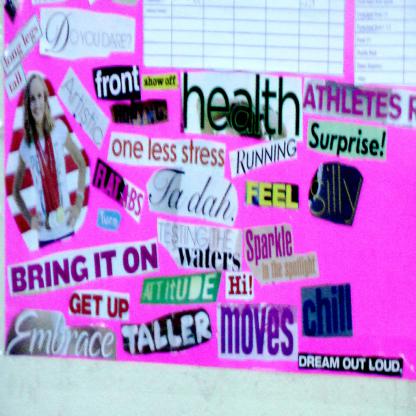 long legs
tall
DO YOU DARE?
Artistic
front
show off
health
ATHLETES
one less stress
RUNNING
Surprise!
FLAT ABS
Ta dah.
FEEL
silly
TESTING THE
waters
Sparkle
in the spotlight
BRING IT ON
ATTITUDE
Hi!
GET UP
chill
Embrace
TALLER
moves
DREAM OUT LOUD.